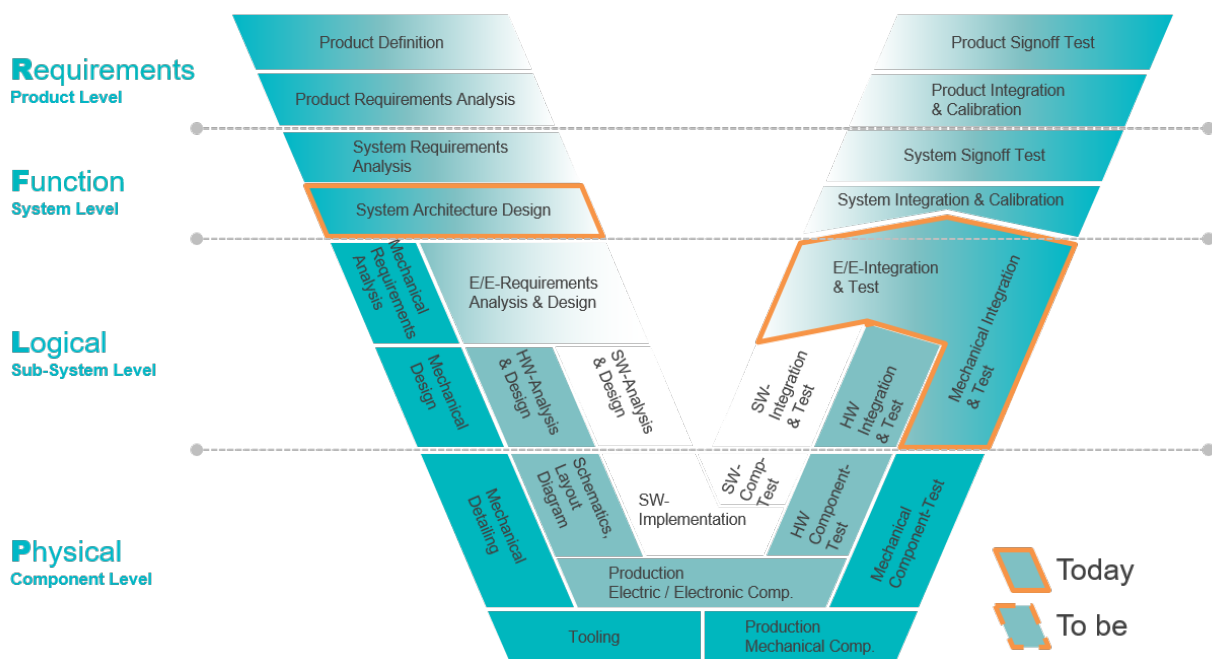 Requirements
Product Level
Product Definition
Product Signoff Test
Product Requirements Analysis
Product Integration
& Calibration
Function
System Level
System Requirements
Analysis
System Signoff Test
System Architecture Design
System Integration & Calibration
Logical
Sub-System Level
Mechanical
Requirements
Analysis
E/E-Requirements
Analysis & Design
E/E-Integration
& Test
Mechanical Integration
& Test
Mechanical
Design
HW-Analysis
& Design
SW-Analysis
& Design
SW-
Integration
& Test
HW
Integration
& Test
Physical
Component Level
Mechanical
Detailing
Schematics,
Layout
Diagram
SW-
Implementation
SW-
Comp-
Test
HW
Component-
Test
Mechanical
Component-Test
Production
Electric / Electronic Comp.
Tooling
Production
Mechanical Comp.
Today
To be